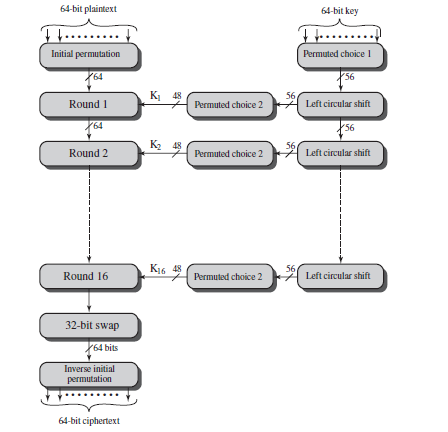 64-bit plaintext
64-bit key
Initial permutation
Permuted choice 1
64
56
Round 1
K1
48
Permuted choice 2
56
Left circular shift
64
56
Round 2
K2
48
Permuted choice 2
56
Left circular shift
Round 16
K16
48
Permuted choice 2
56
Left circular shift
32-bit swap
64 bits
Inverse initial
permutation
64-bit ciphertext